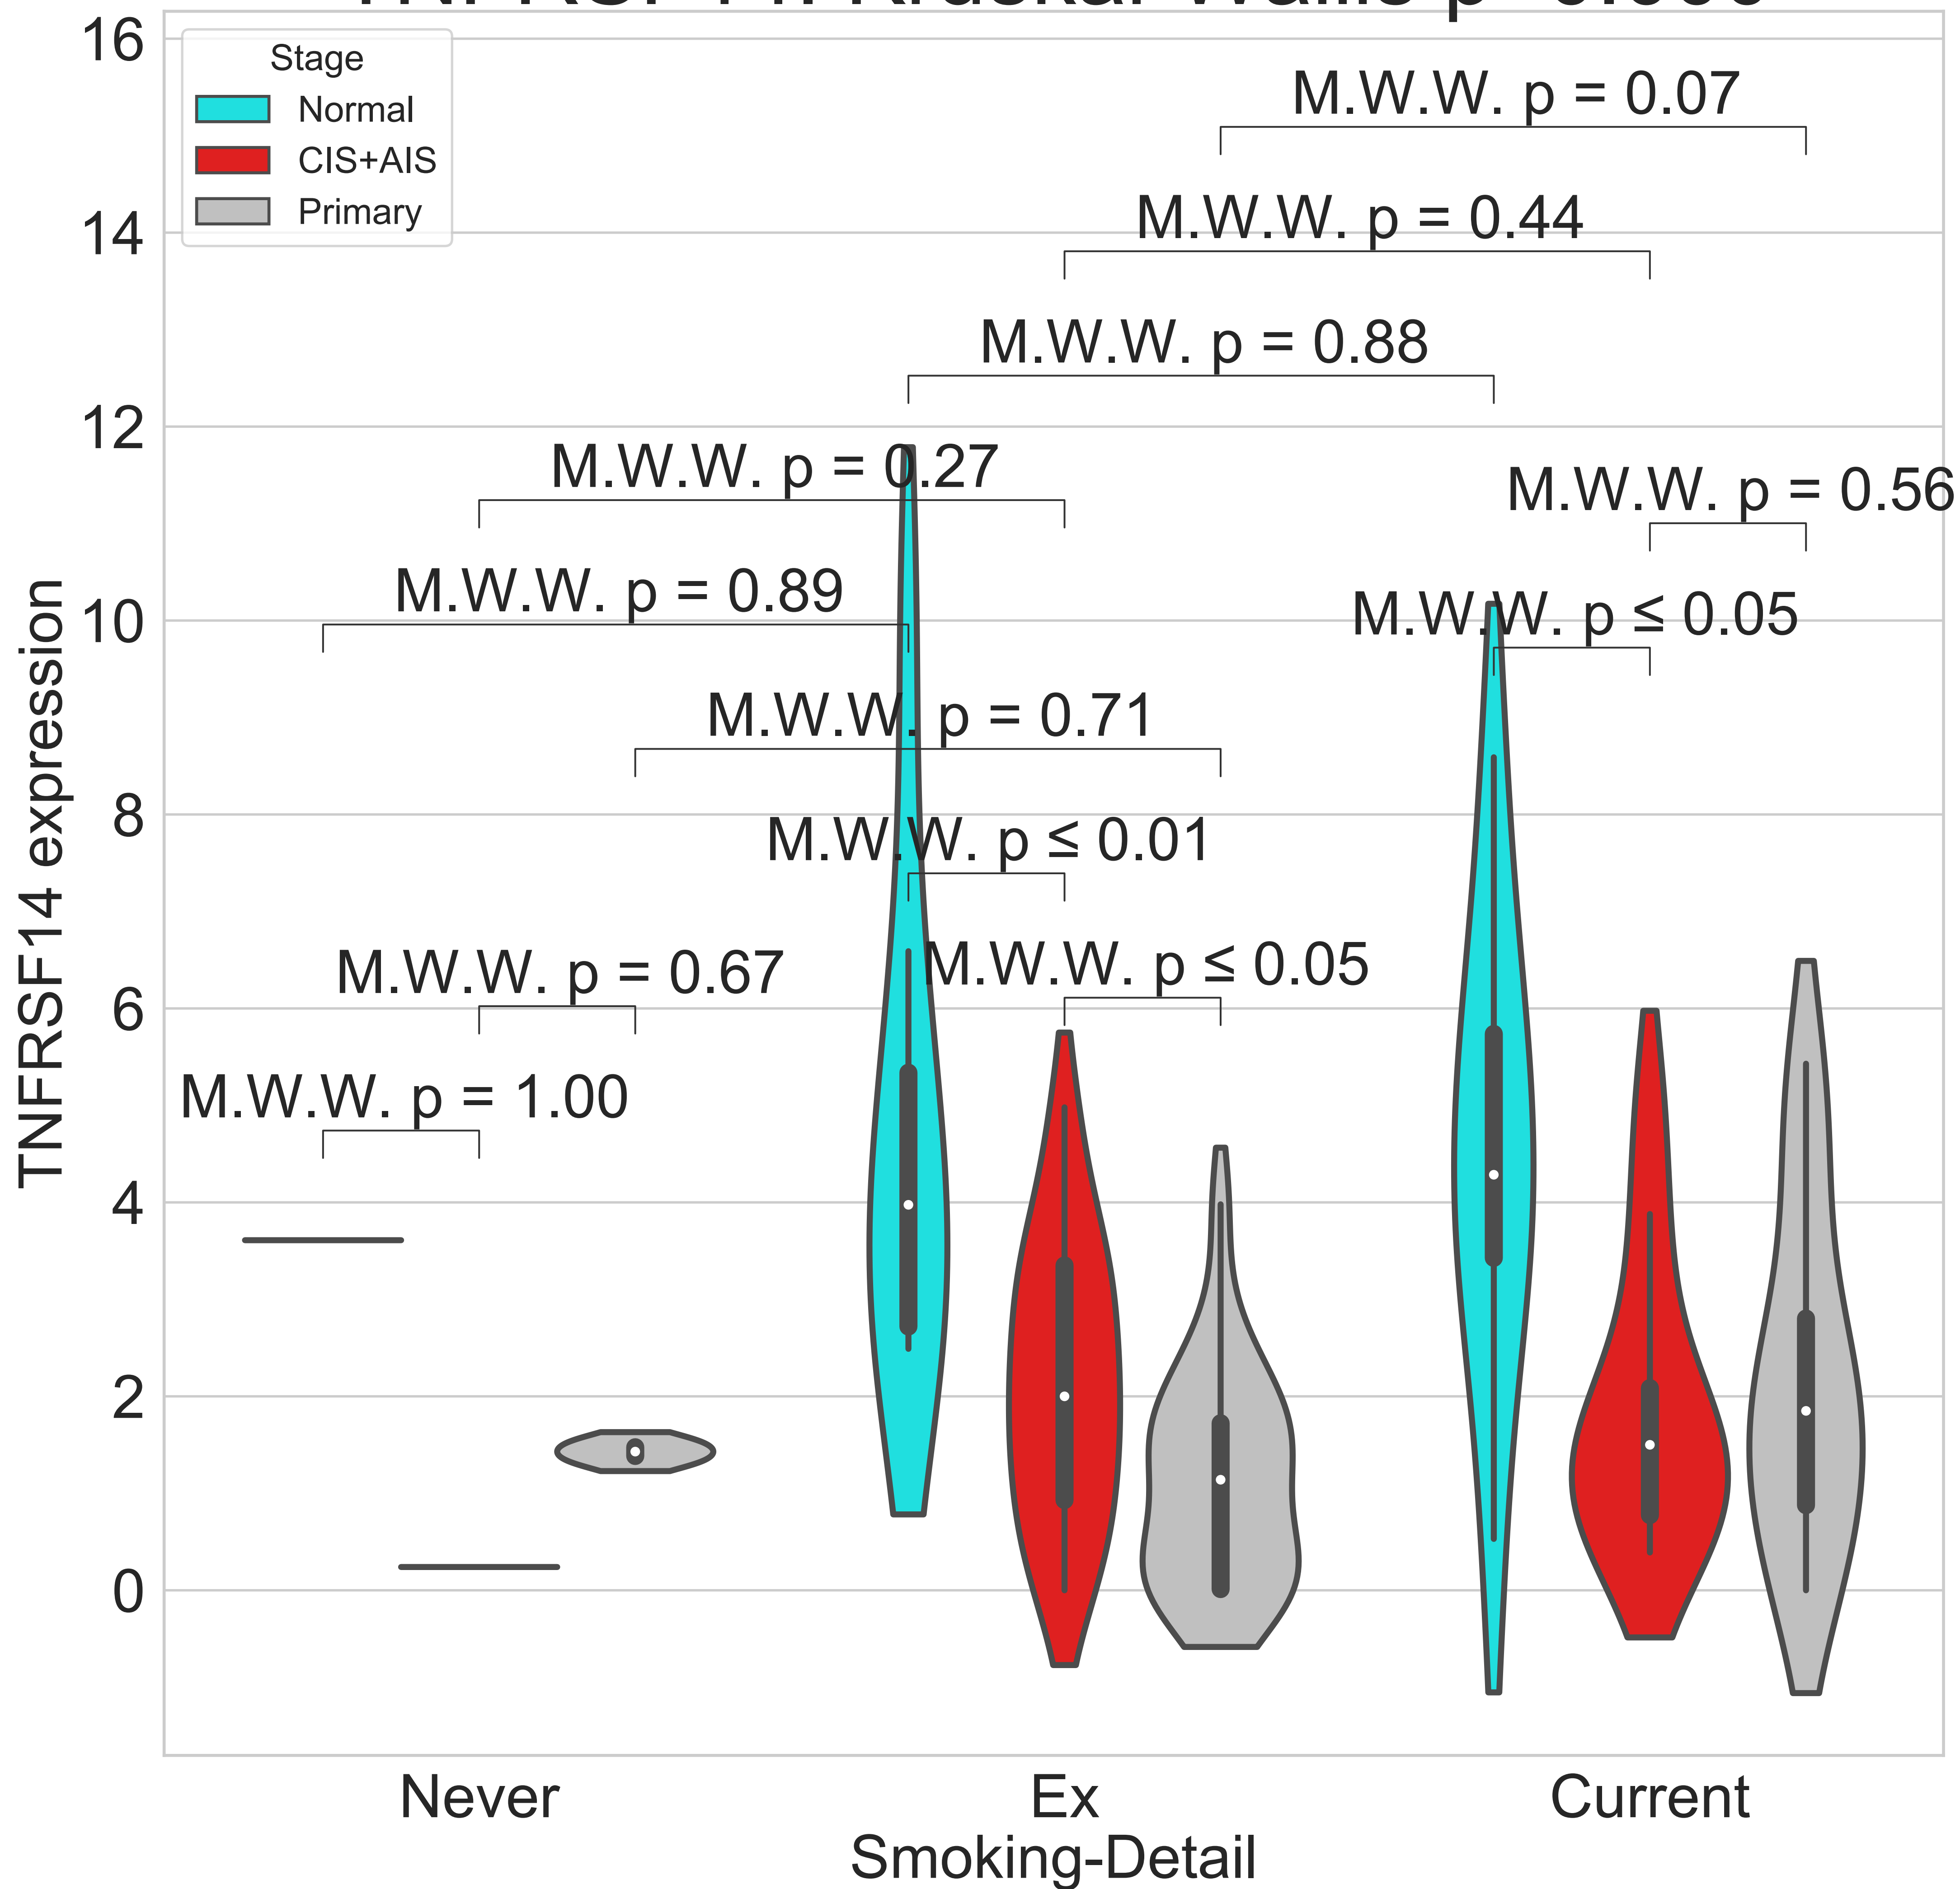 16
14
12
10
8
6
4
2
0
TNFRSF14 expression
Stage
Normal
CIS+AIS
Primary
M.W.W. p = 0.07
M.W.W. p = 0.44
M.W.W. p = 0.88
M.W.W. p = 0.27
M.W.W. p = 0.56
M.W.W. p = 0.89
M.W.W. p ≤ 0.05
M.W.W. p = 0.71
M.W.W. p ≤ 0.01
M.W.W. p ≤ 0.05
M.W.W. p = 0.67
M.W.W. p = 1.00
Never
Ex
Current
Smoking-Detail